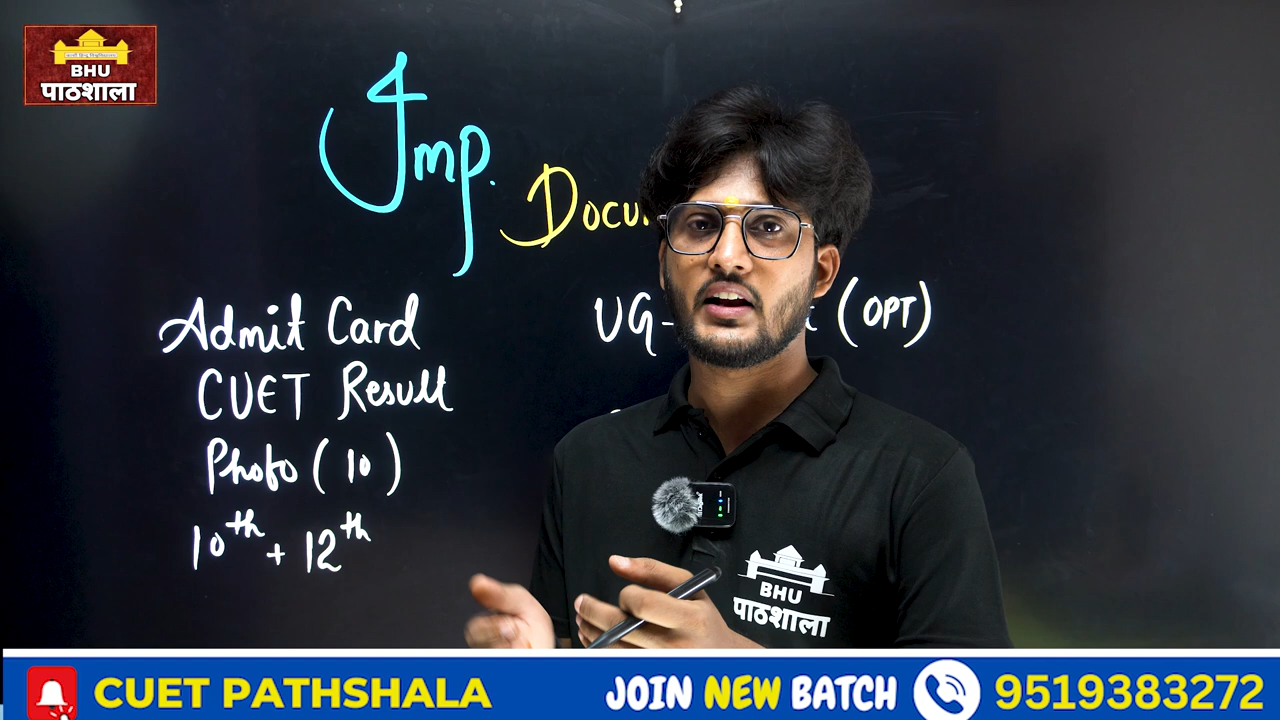 BHU
पाठशाला
Imp.
Admit Card
CUET Result
Photo (10)
10th + 12th
UG-
(OPT)
BHU
पाठशाला
CUET PATHSHALA
JOIN NEW BATCH
9519383272